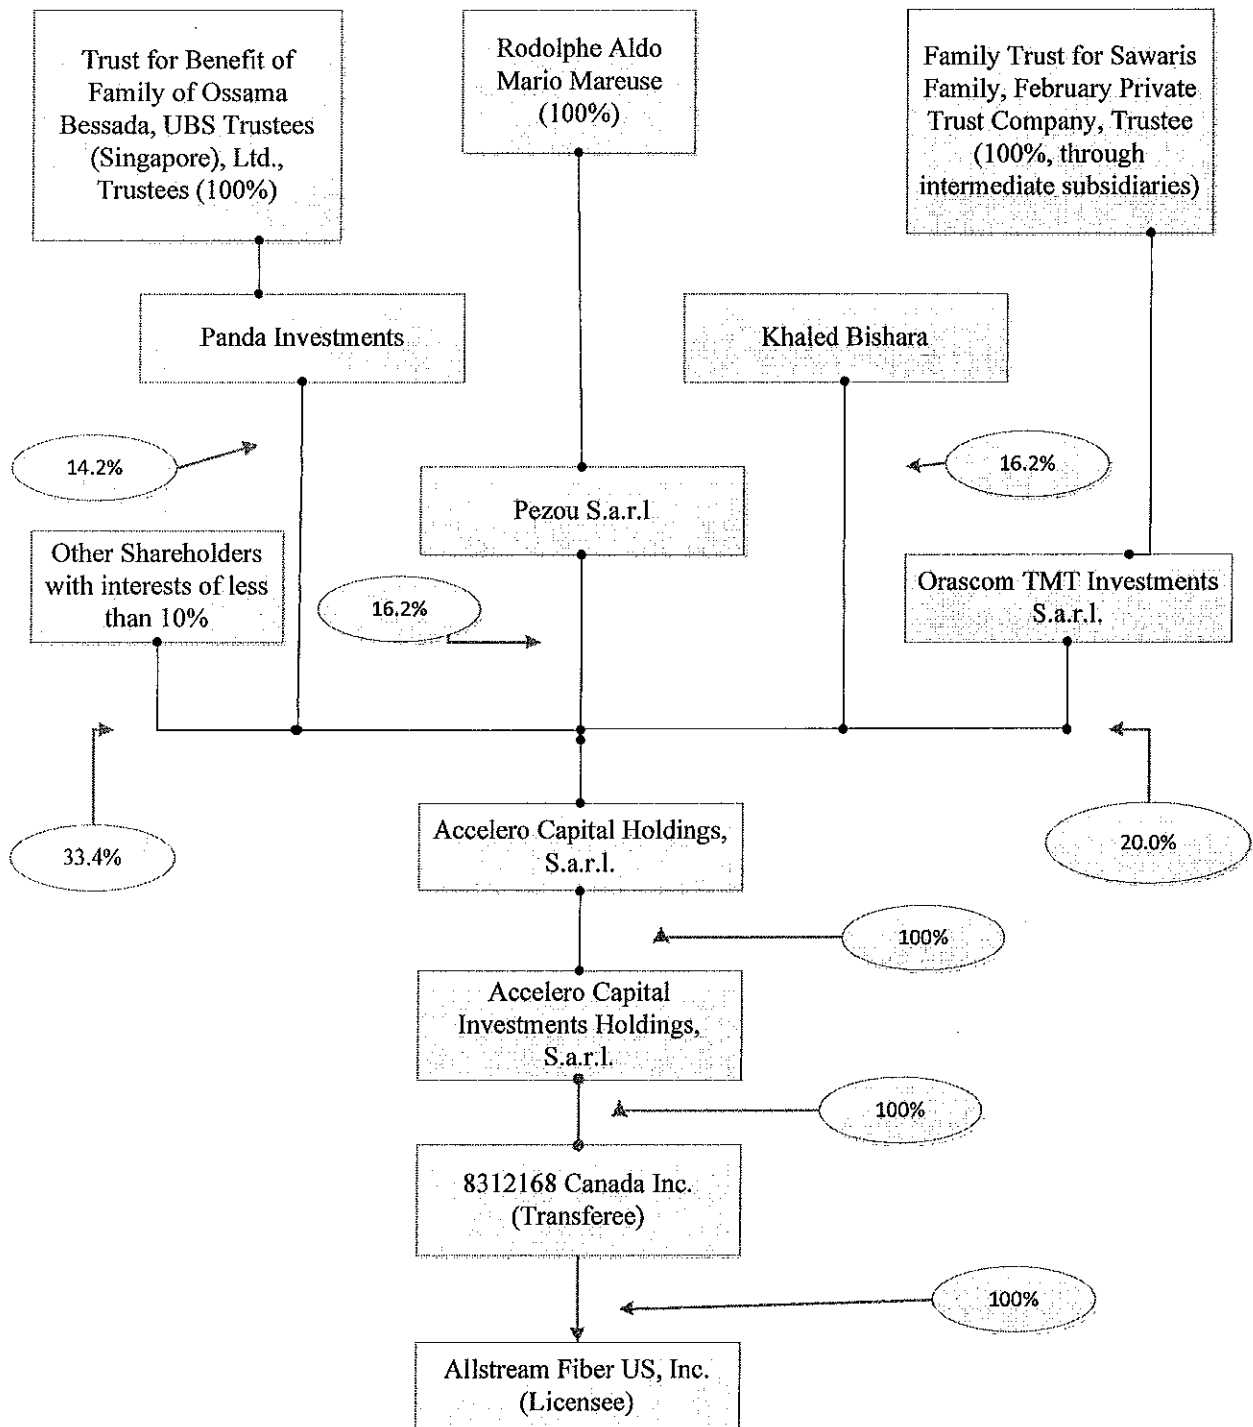 Trust for Benefit of
Family of Ossama
Bessada, UBS Trustees
(Singapore), Ltd.,
Trustees (100%)
Rodolphe Aldo
Mario Mareuse
(100%)
Family Trust for Sawaris
Family, February Private
Trust Company, Trustee
(100%, through
intermediate subsidiaries)
Panda Investments
Khaled Bishara
14.2%
16.2%
Pezou S.a.r.l
Other Shareholders
with interests of less
than 10%
16.2%
Orascom TMT Investments
S.a.r.l.
33.4%
Accelero Capital Holdings,
S.a.r.l.
20.0%
100%
Accelero Capital
Investments Holdings,
S.a.r.l.
100%
8312168 Canada Inc.
(Transferee)
100%
Allstream Fiber US, Inc.
(Licensee)